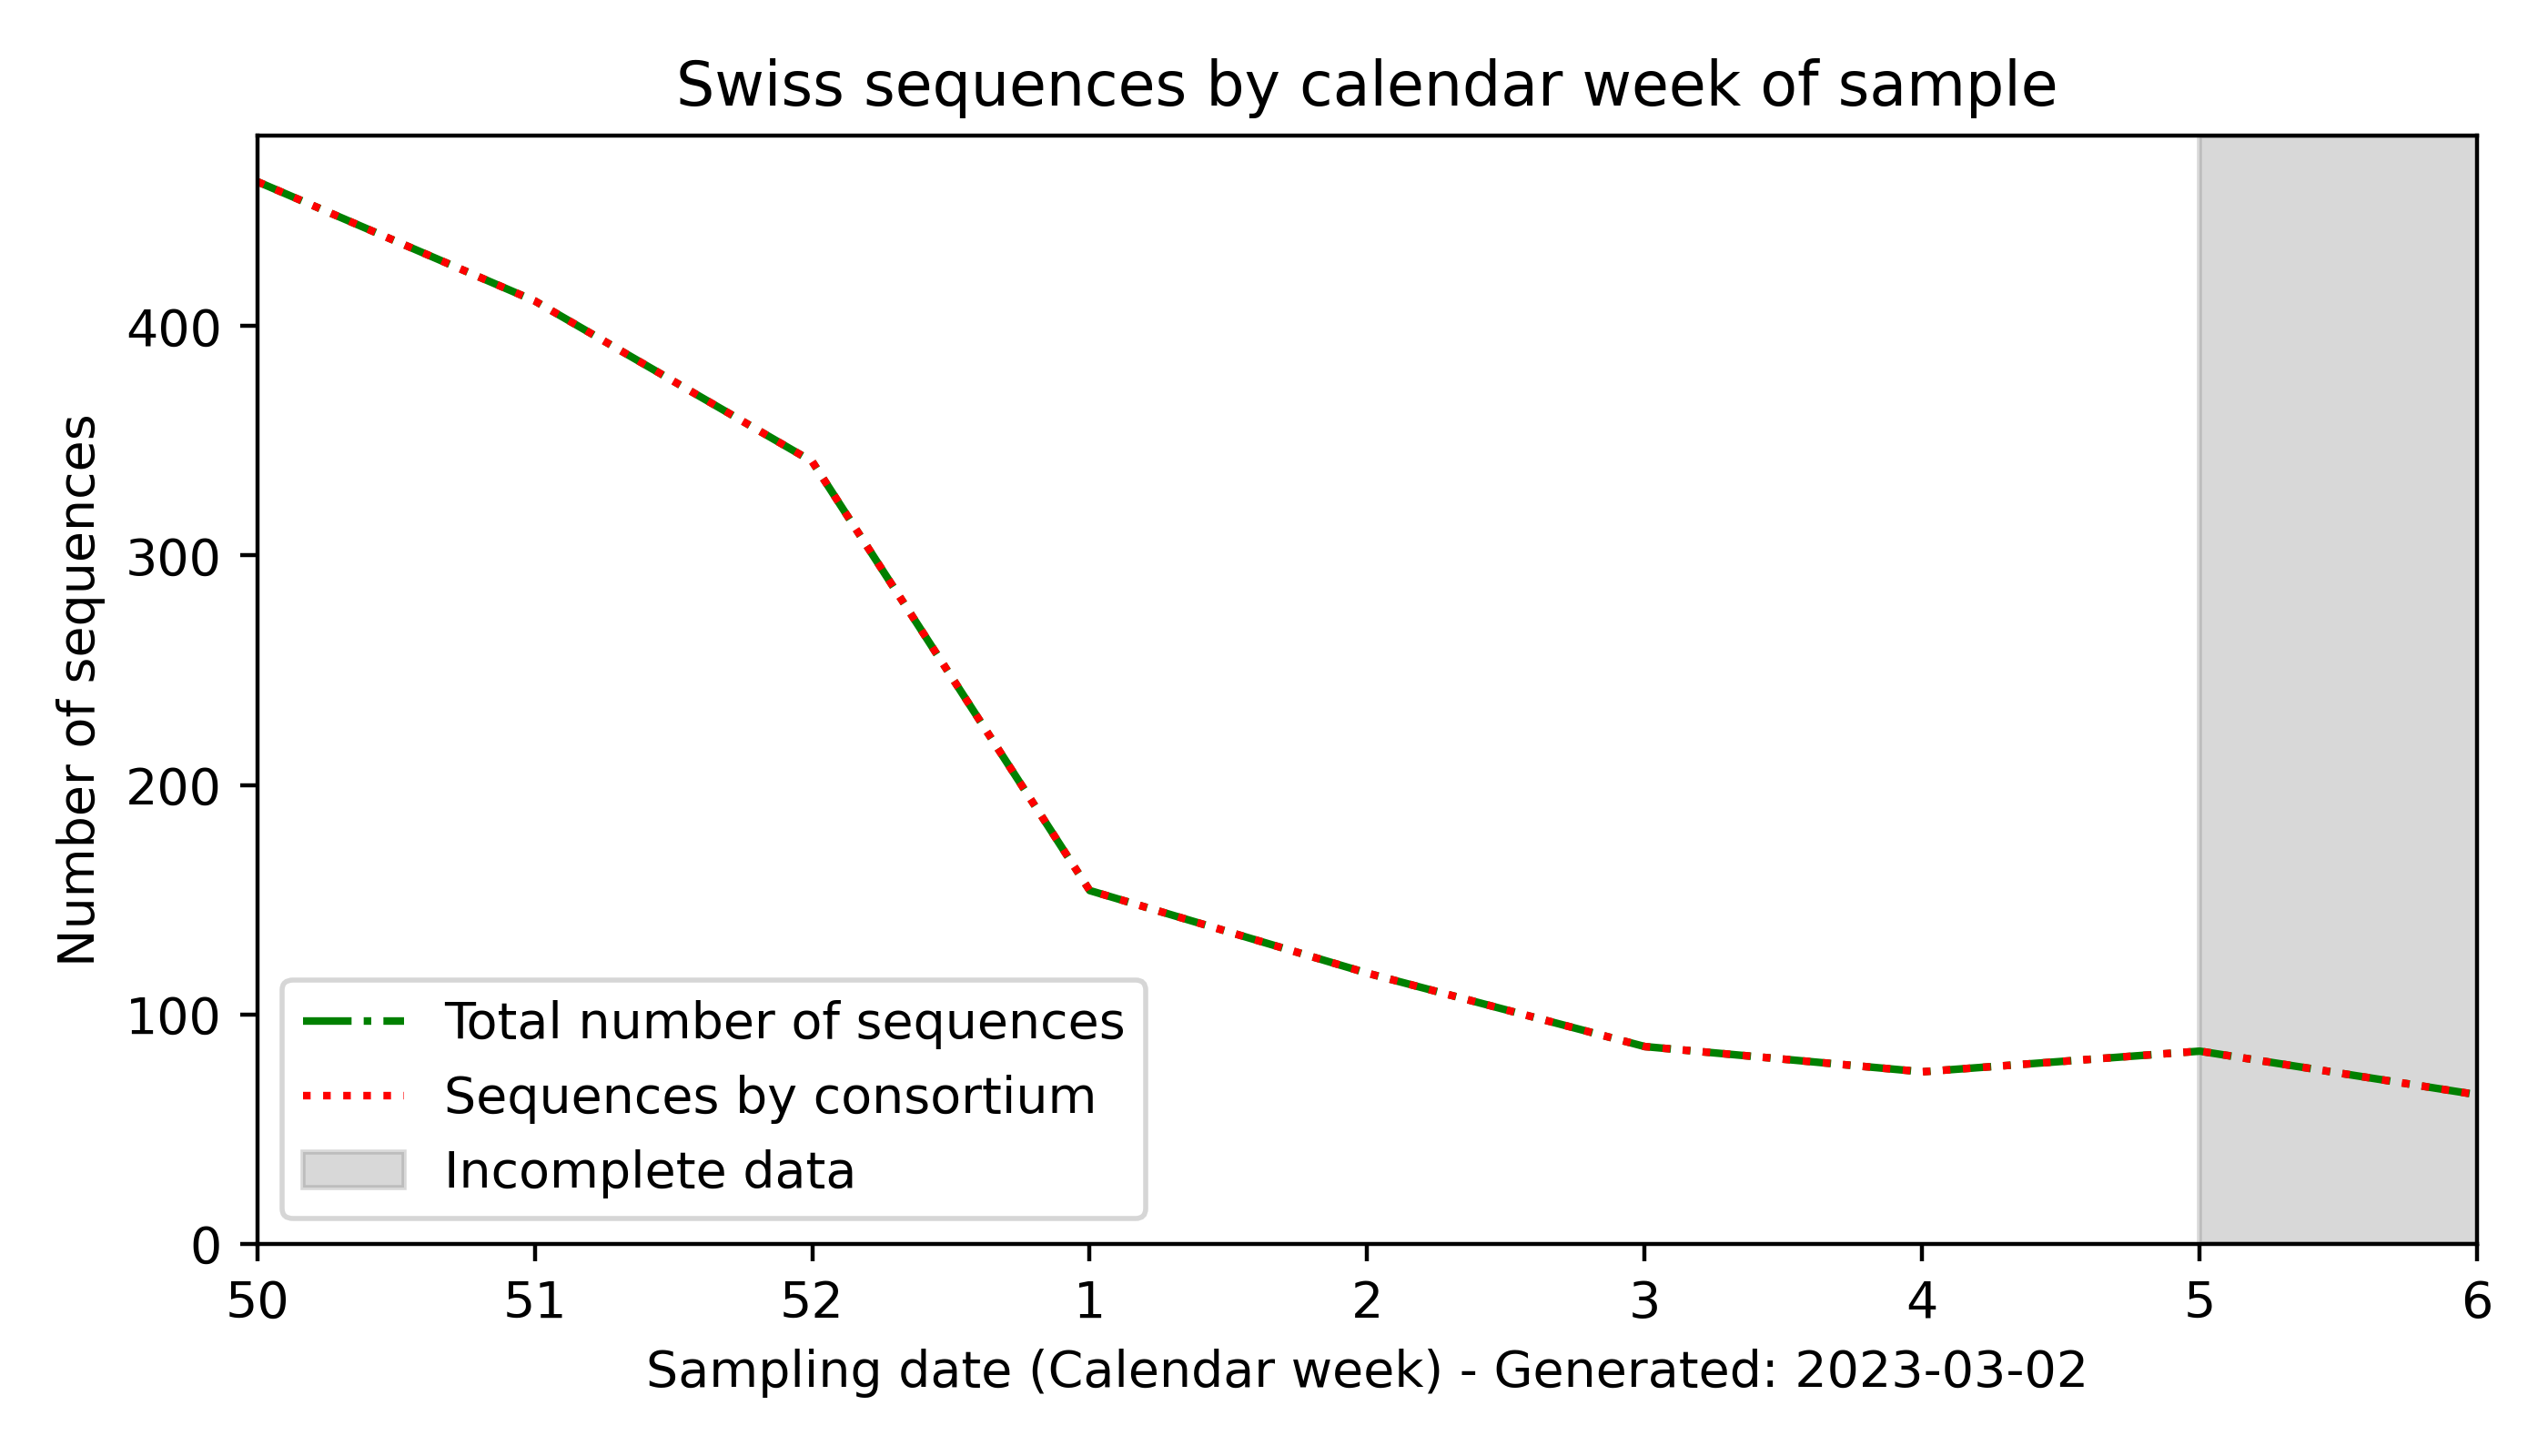 Swiss sequences by calendar week of sample
Number of sequences
400
300
200
100
0
Total number of sequences
Sequences by consortium
Incomplete data
50 51 52 1 2 3 4 5 6
Sampling date (Calendar week) - Generated: 2023-03-02